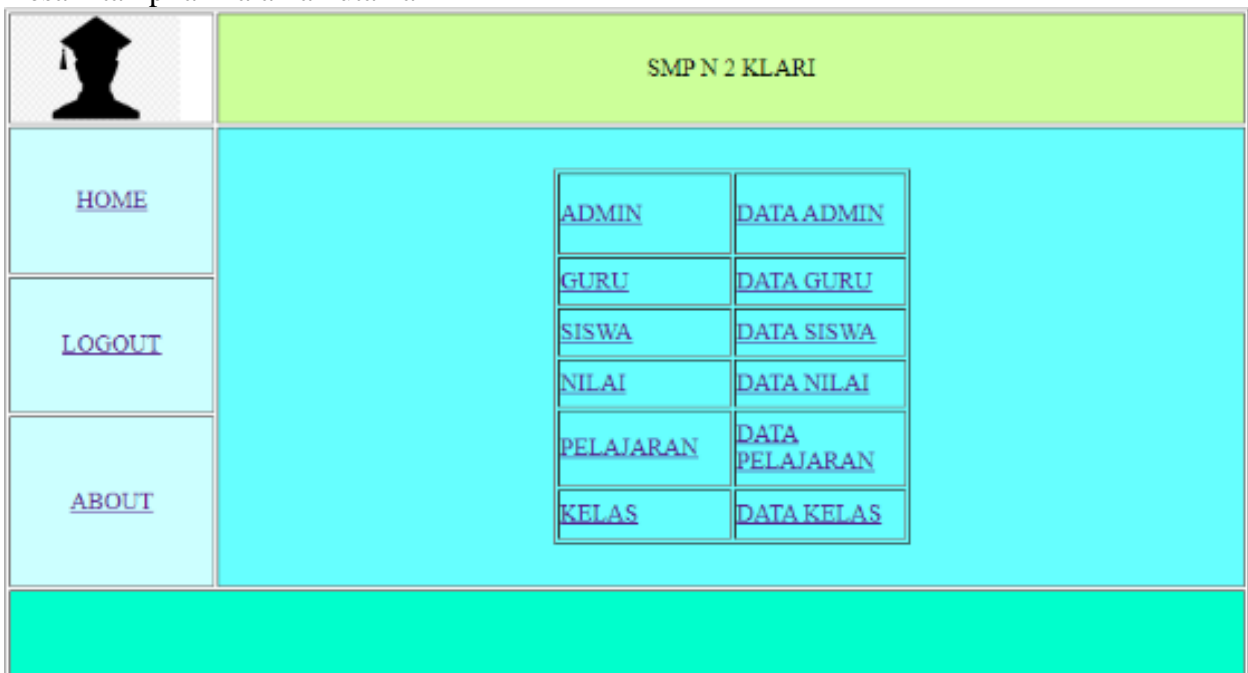 SMP N 2 KLARI
HOME
LOGOUT
ABOUT
ADMIN
DATA ADMIN
GURU
DATA GURU
SISWA
DATA SISWA
NILAI
DATA NILAI
PELAJARAN
DATA
PELAJARAN
KELAS
DATA KELAS